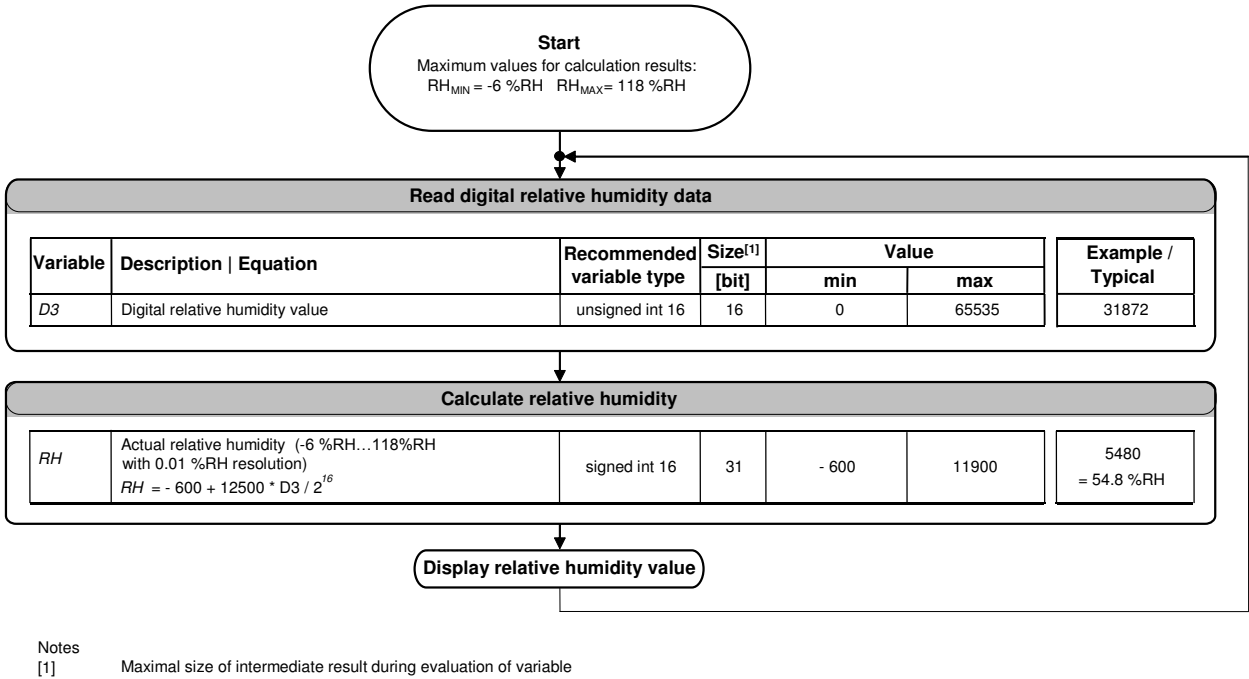 Start
Maximum values for calculation results:
RHMIN = -6 %RH RHMAX= 118 %RH
Read digital relative humidity data
Variable Description | Equation Recommended variable type Size[1] [bit] Value min max Example / Typical
D3 Digital relative humidity value unsigned int 16 16 0 65535 31872
Calculate relative humidity
RH Actual relative humidity (-6 %RH…118%RH
with 0.01 %RH resolution)
RH = - 600 + 12500 * D3 / 2^16
signed int 16 31 - 600 11900 5480
= 54.8 %RH
Display relative humidity value
Notes
[1] Maximal size of intermediate result during evaluation of variable